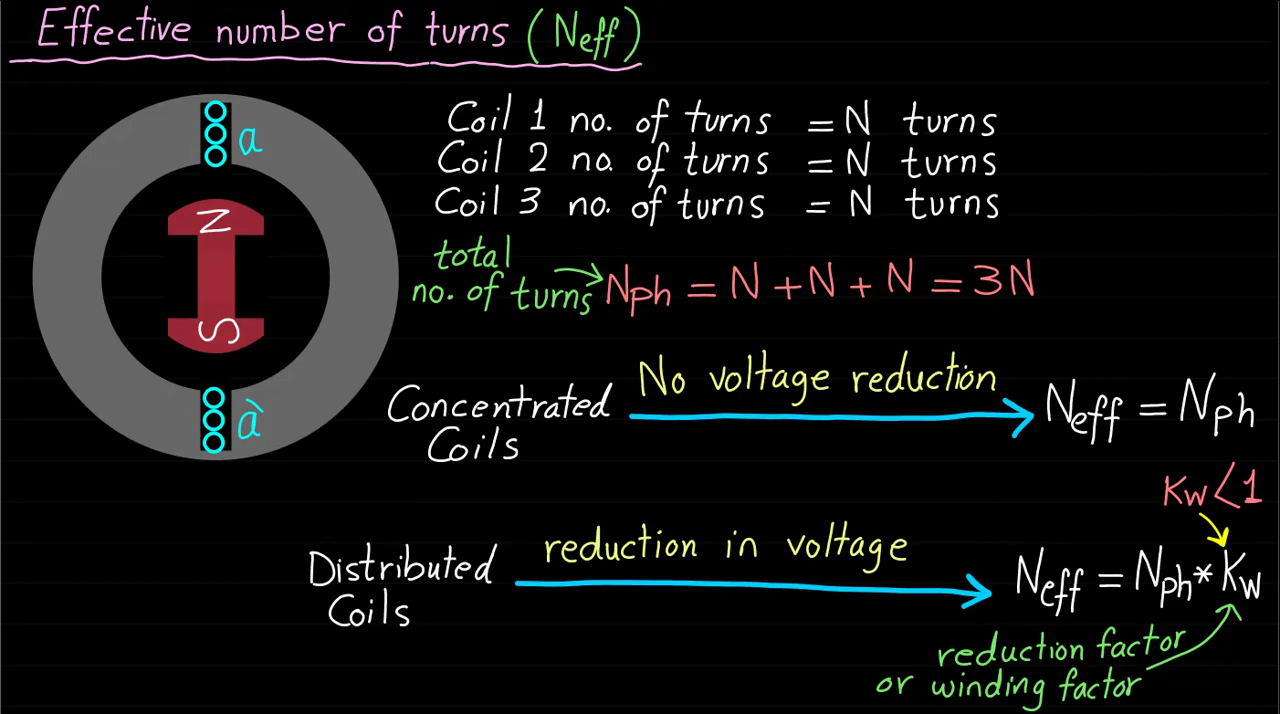 Effective number of turns (Neff)
a
N
S
à
Coil 1 no. of turns = N turns
Coil 2 no. of turns = N turns
Coil 3 no. of turns = N turns
total
no. of turns → Nph = N + N + N = 3N
Concentrated
Coils
No voltage reduction
Neff = Nph
Kw < 1
Distributed
Coils
reduction in voltage
Neff = Nph * Kw
reduction factor
or winding factor